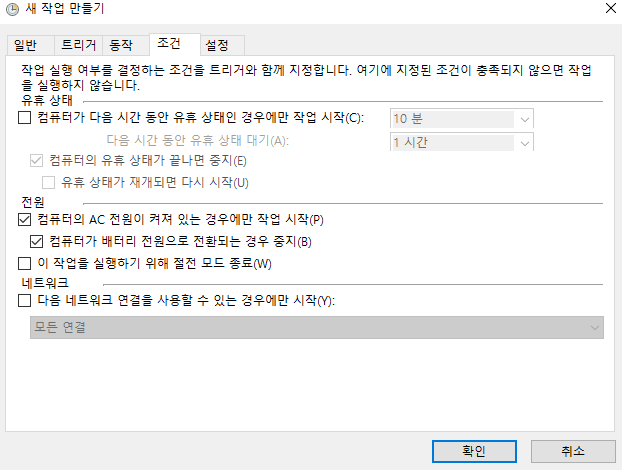 새 작업 만들기
일반 트리거 동작 조건 설정
작업 실행 여부를 결정하는 조건을 트리거와 함께 지정합니다. 여기에 지정된 조건이 충족되지 않으면 작업
을 실행하지 않습니다.
유휴 상태
컴퓨터가 다음 시간 동안 유휴 상태인 경우에만 작업 시작(C): 10 분
다음 시간 동안 유휴 상태 대기(A): 1 시간
컴퓨터의 유휴 상태가 끝나면 중지(E)
유휴 상태가 재개되면 다시 시작(U)
전원
컴퓨터의 AC 전원이 켜져 있는 경우에만 작업 시작(P)
컴퓨터가 배터리 전원으로 전환되는 경우 중지(B)
이 작업을 실행하기 위해 절전 모드 종료(W)
네트워크
다음 네트워크 연결을 사용할 수 있는 경우에만 시작(Y):
모든 연결
확인 취소